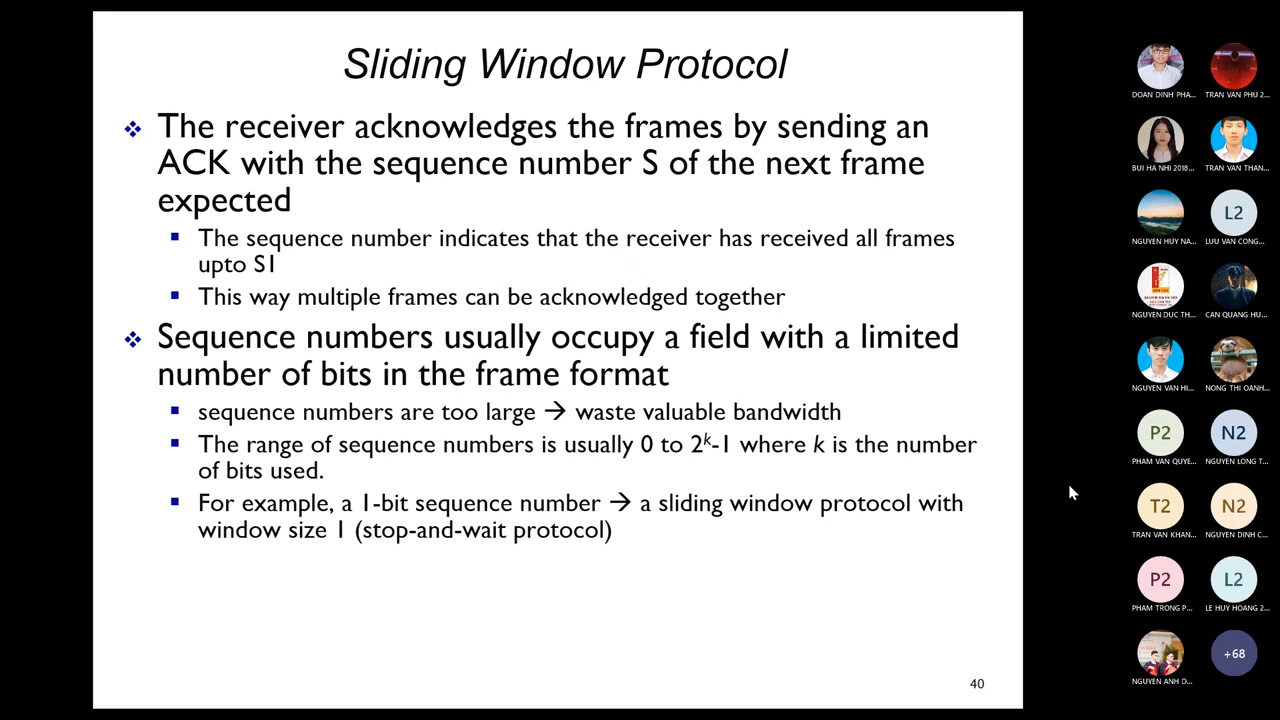 Sliding Window Protocol
The receiver acknowledges the frames by sending an
ACK with the sequence number S of the next frame
expected
The sequence number indicates that the receiver has received all frames
upto S1
This way multiple frames can be acknowledged together
Sequence numbers usually occupy a field with a limited
number of bits in the frame format
sequence numbers are too large → waste valuable bandwidth
The range of sequence numbers is usually 0 to 2^k-1 where k is the number
of bits used.
For example, a 1-bit sequence number → a sliding window protocol with
window size 1 (stop-and-wait protocol)
40
DOAN DINH PHA...
TRAN VAN PHU 2...
BUI HA NHI 2018...
TRAN VAN THAN...
L2
NGUYEN HUY NA...
LUU VAN CONG...
NGUYEN DUC TH...
CAN QUANG HU...
NGUYEN VAN HI...
NONG THI OANH...
P2
N2
PHAM VAN QUYE...
NGUYEN LONG T...
T2
N2
TRAN VAN KHAN...
NGUYEN DINH C...
P2
L2
PHAM TRONG P...
LE HUY HOANG 2...
+68
NGUYEN ANH D...